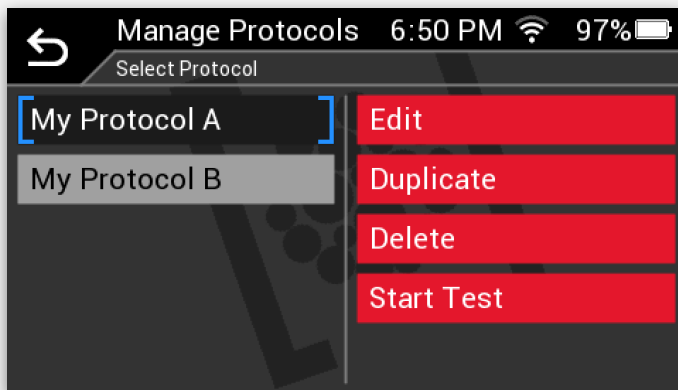 Manage Protocols 6:50 PM 97%
Select Protocol
My Protocol A
My Protocol B
Edit
Duplicate
Delete
Start Test